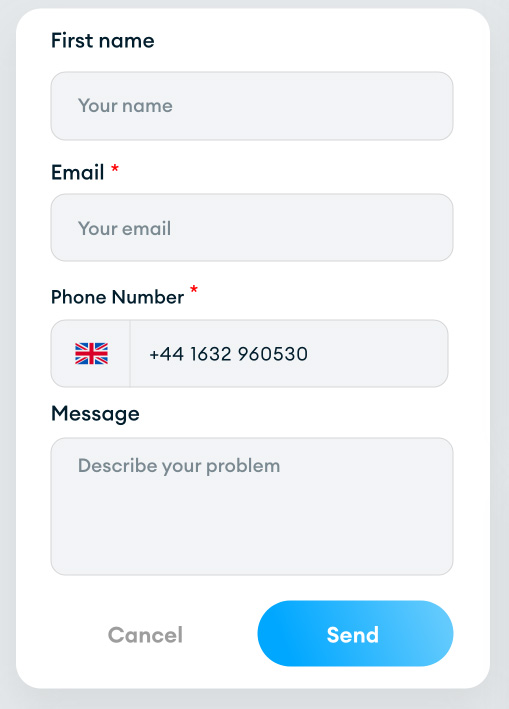 First name
Your name
Email *
Your email
Phone Number *
+44 1632 960530
Message
Describe your problem
Cancel
Send